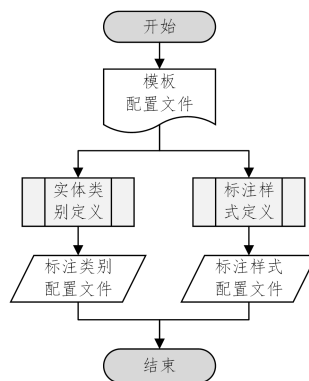 开始
模板
配置文件
实体类
别定义
标注样
式定义
标注类别
配置文件
标注样式
配置文件
结束